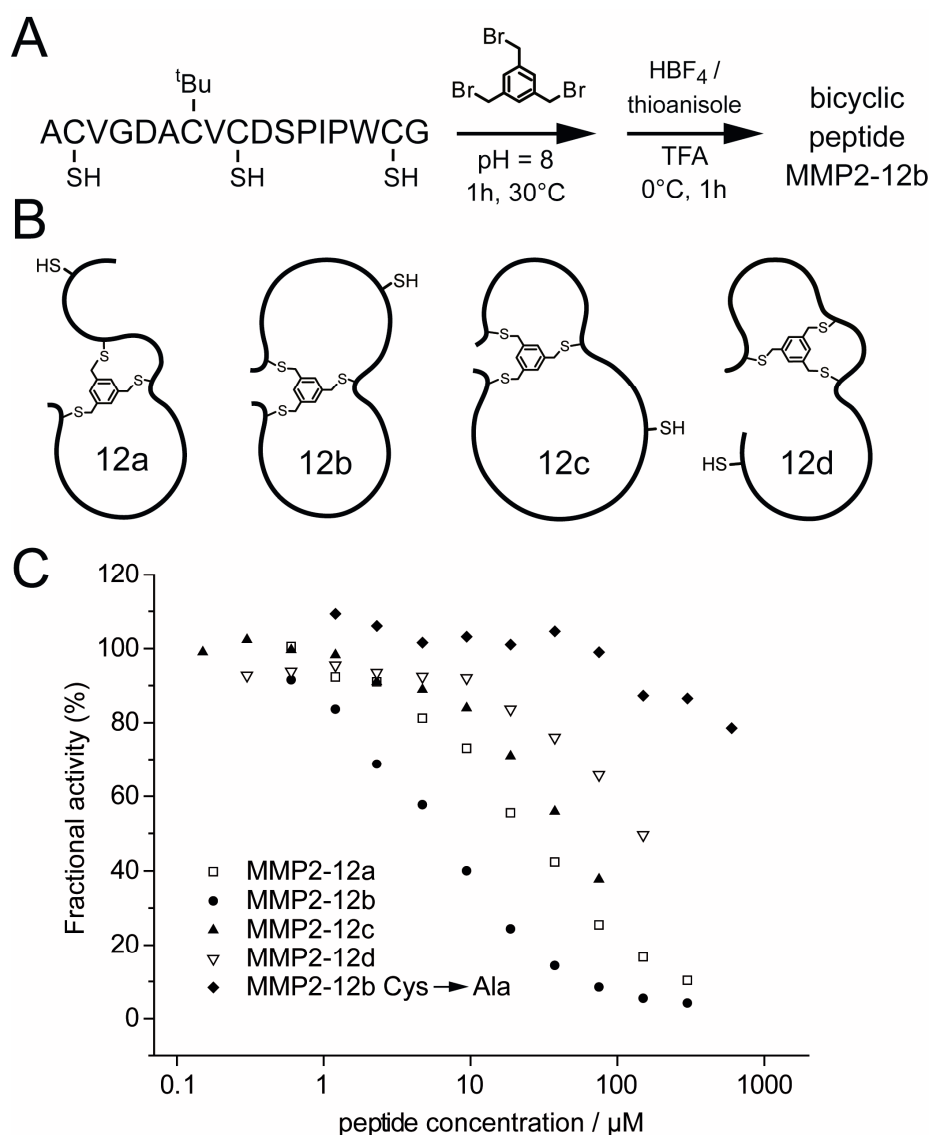 A
ᵗBu
ACVGDACVCDSPIPWCG
SH SH SH
Br
Br Br
pH = 8
1h, 30°C
HBF₄ /
thioanisole
TFA
0°C, 1h
bicyclic
peptide
MMP2-12b
B
HS
S
S S
12a
SH
S
S
S
12b
S
S
S
SH
12c
S
S
S
HS
12d
C
Fractional activity (%)
120
100
80
60
40
20
0
MMP2-12a
MMP2-12b
MMP2-12c
MMP2-12d
MMP2-12b Cys → Ala
0.1 1 10 100 1000
peptide concentration / µM